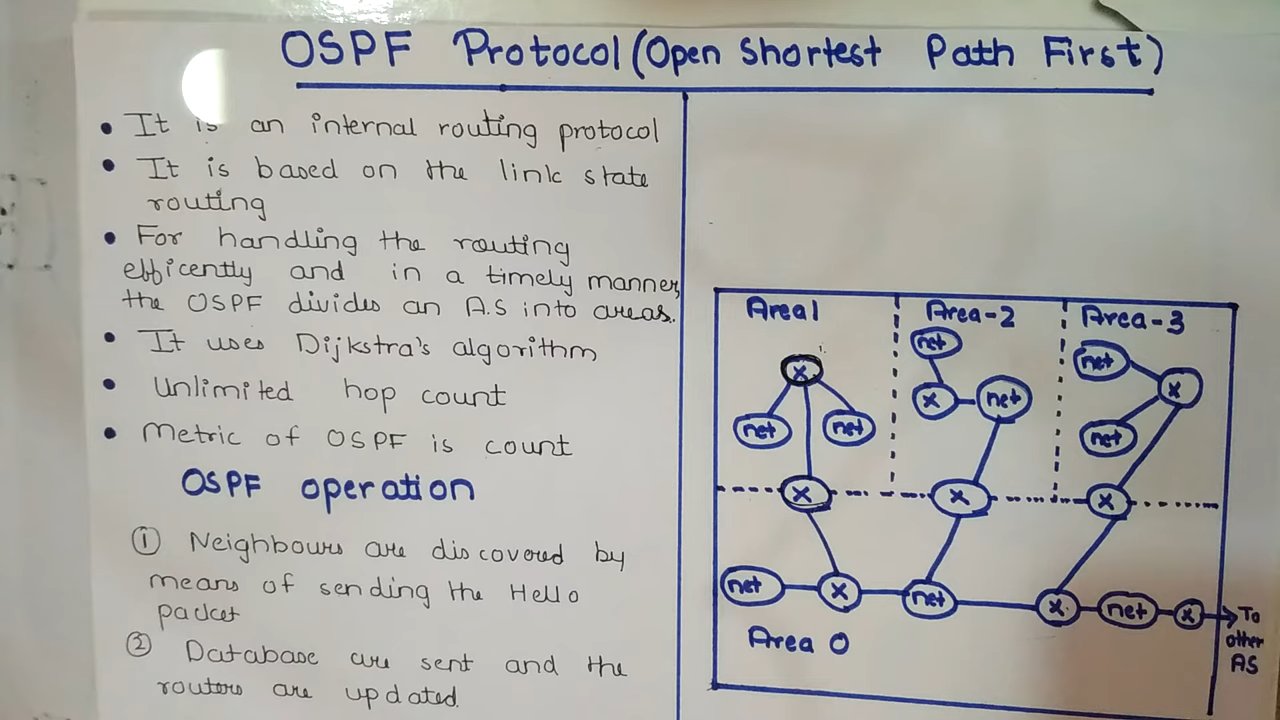 OSPF Protocol (Open Shortest Path First)
• It is an internal routing protocol
• It is based on the link state
routing
• For handling the routing
efficently and in a timely manner,
the OSPF divides an A.S into areas.
• It uses Dijkstra's algorithm
• Unlimited hop count
• Metric of OSPF is count
OSPF operation
① Neighbours are discovered by
means of sending the Hello
packet
② Database are sent and the
routers are updated.
Area1
Area-2
Area-3
net
net
x
x
x
net
net
net
net
net
x
x
x
net
x
net
x
net
x
To
other
AS
Area 0